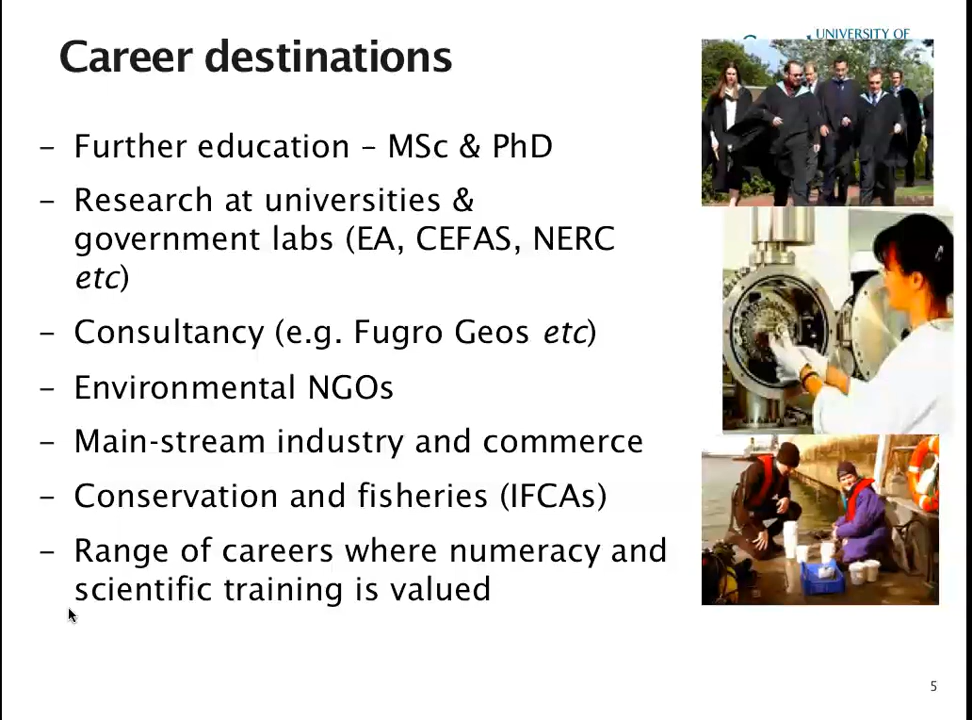 UNIVERSITY OF
Career destinations
– Further education – MSc & PhD
– Research at universities &
government labs (EA, CEFAS, NERC
etc)
– Consultancy (e.g. Fugro Geos etc)
– Environmental NGOs
– Main-stream industry and commerce
– Conservation and fisheries (IFCAs)
– Range of careers where numeracy and
scientific training is valued
5